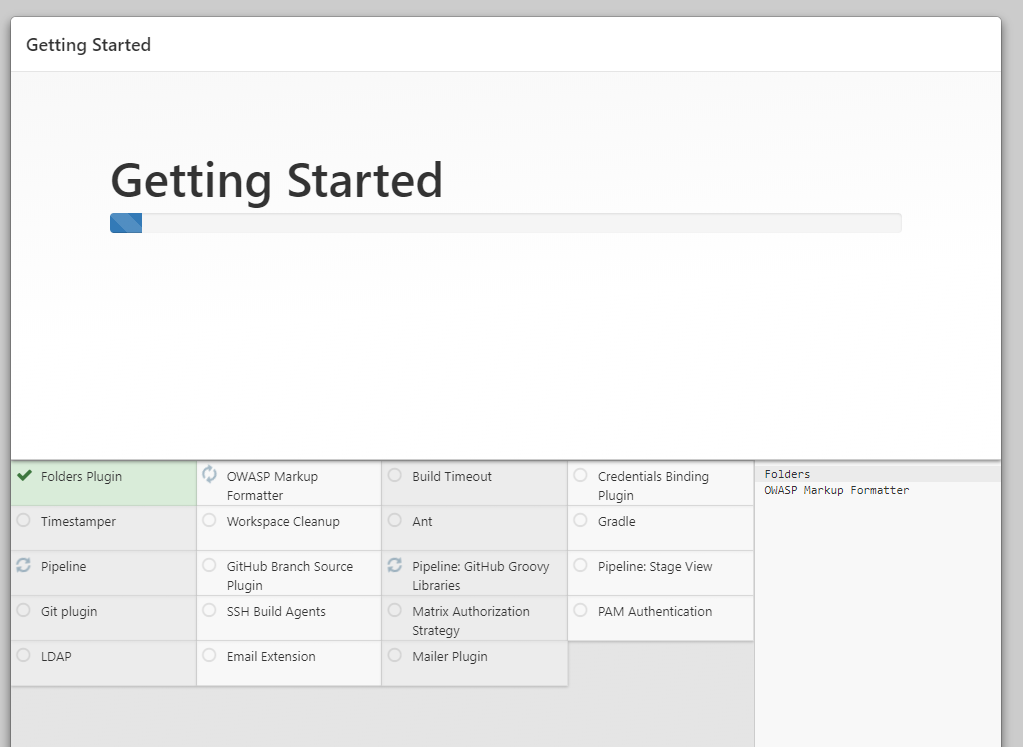 Getting Started
Getting Started
Folders Plugin
OWASP Markup
Formatter
Build Timeout
Credentials Binding
Plugin
Timestamper
Workspace Cleanup
Ant
Gradle
Pipeline
GitHub Branch Source
Plugin
Pipeline: GitHub Groovy
Libraries
Pipeline: Stage View
Git plugin
SSH Build Agents
Matrix Authorization
Strategy
PAM Authentication
LDAP
Email Extension
Mailer Plugin
Folders
OWASP Markup Formatter